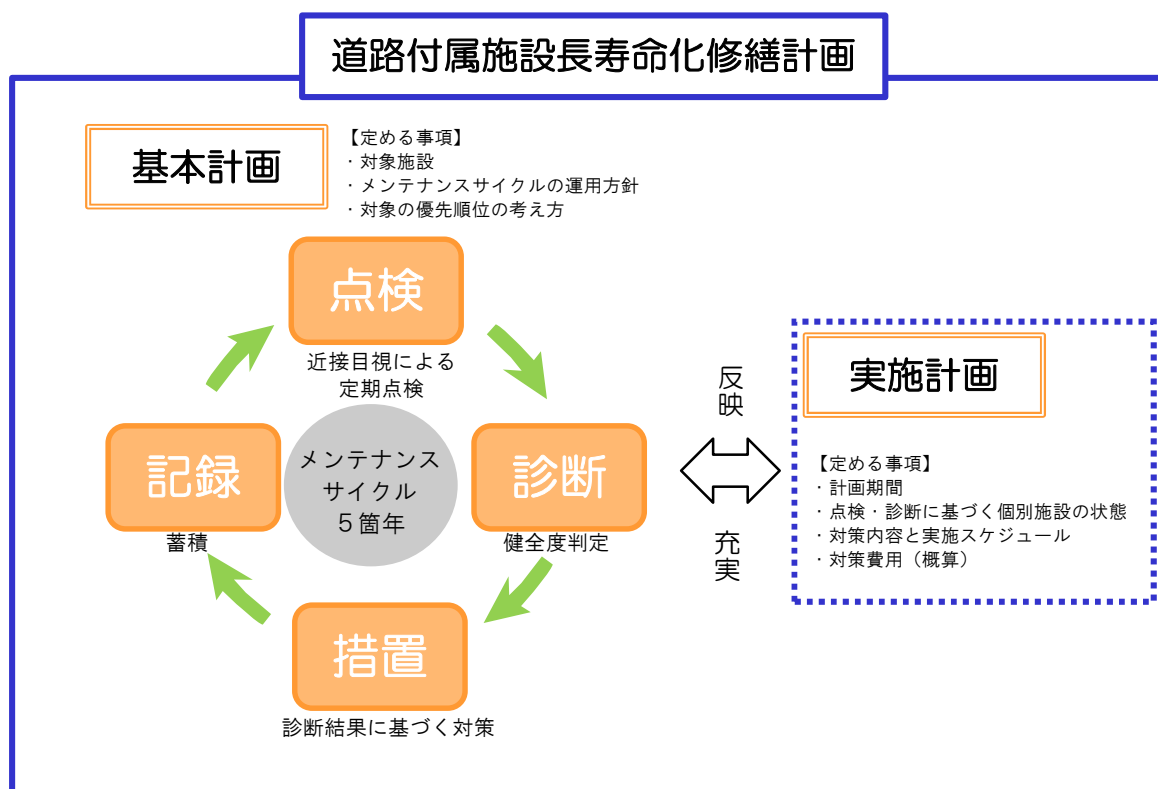 道路付属施設長寿命化修繕計画
基本計画
【定める事項】
・対象施設
・メンテナンスサイクルの運用方針
・対象の優先順位の考え方
点検
近接目視による
定期点検
診断
健全度判定
措置
診断結果に基づく対策
記録
蓄積
メンテナンス
サイクル
5箇年
反映
充実
実施計画
【定める事項】
・計画期間
・点検・診断に基づく個別施設の状態
・対策内容と実施スケジュール
・対策費用（概算）